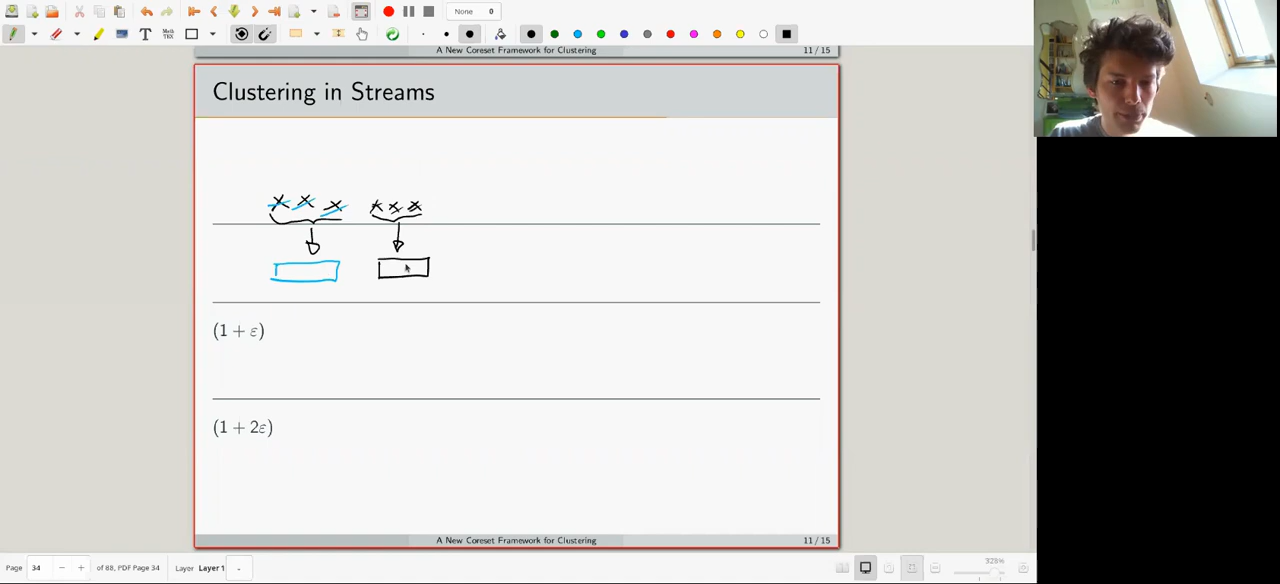 None 0
A New Coreset Framework for Clustering 11 / 15
Clustering in Streams
x x x x x x
(1 + ε)
(1 + 2ε)
A New Coreset Framework for Clustering 11 / 15
Page 34 of 88, PDF Page 34 Layer Layer 1 328%